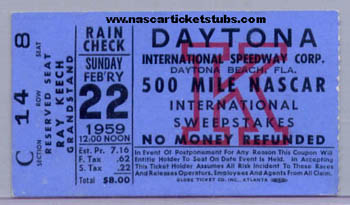 www.nascarticketstubs.com
C 14 8
SECTION ROW SEAT
RESERVED SEAT
RAY KEECH
GRANDSTAND
RAIN
CHECK
SUNDAY
FEB'RY
22
1959
12:00 NOON
Est. Pr. 7.16
F. Tax .62
S. Tax .22
Total $8.00
DAYTONA
INTERNATIONAL SPEEDWAY CORP.
DAYTONA BEACH, FLA.
500 MILE NASCAR
INTERNATIONAL
SWEEPSTAKES
NO MONEY REFUNDED
In Event of Postponement For Any Reason This Coupon Will
Entitle Holder To Seat On Date Event Is Held. In Accepting
This Ticket Holder Assumes All Risk Incident To These Races
And Releases Operators, Employees And Agents From All Claims.
GLOBE TICKET CO. INC., ATLANTA
K